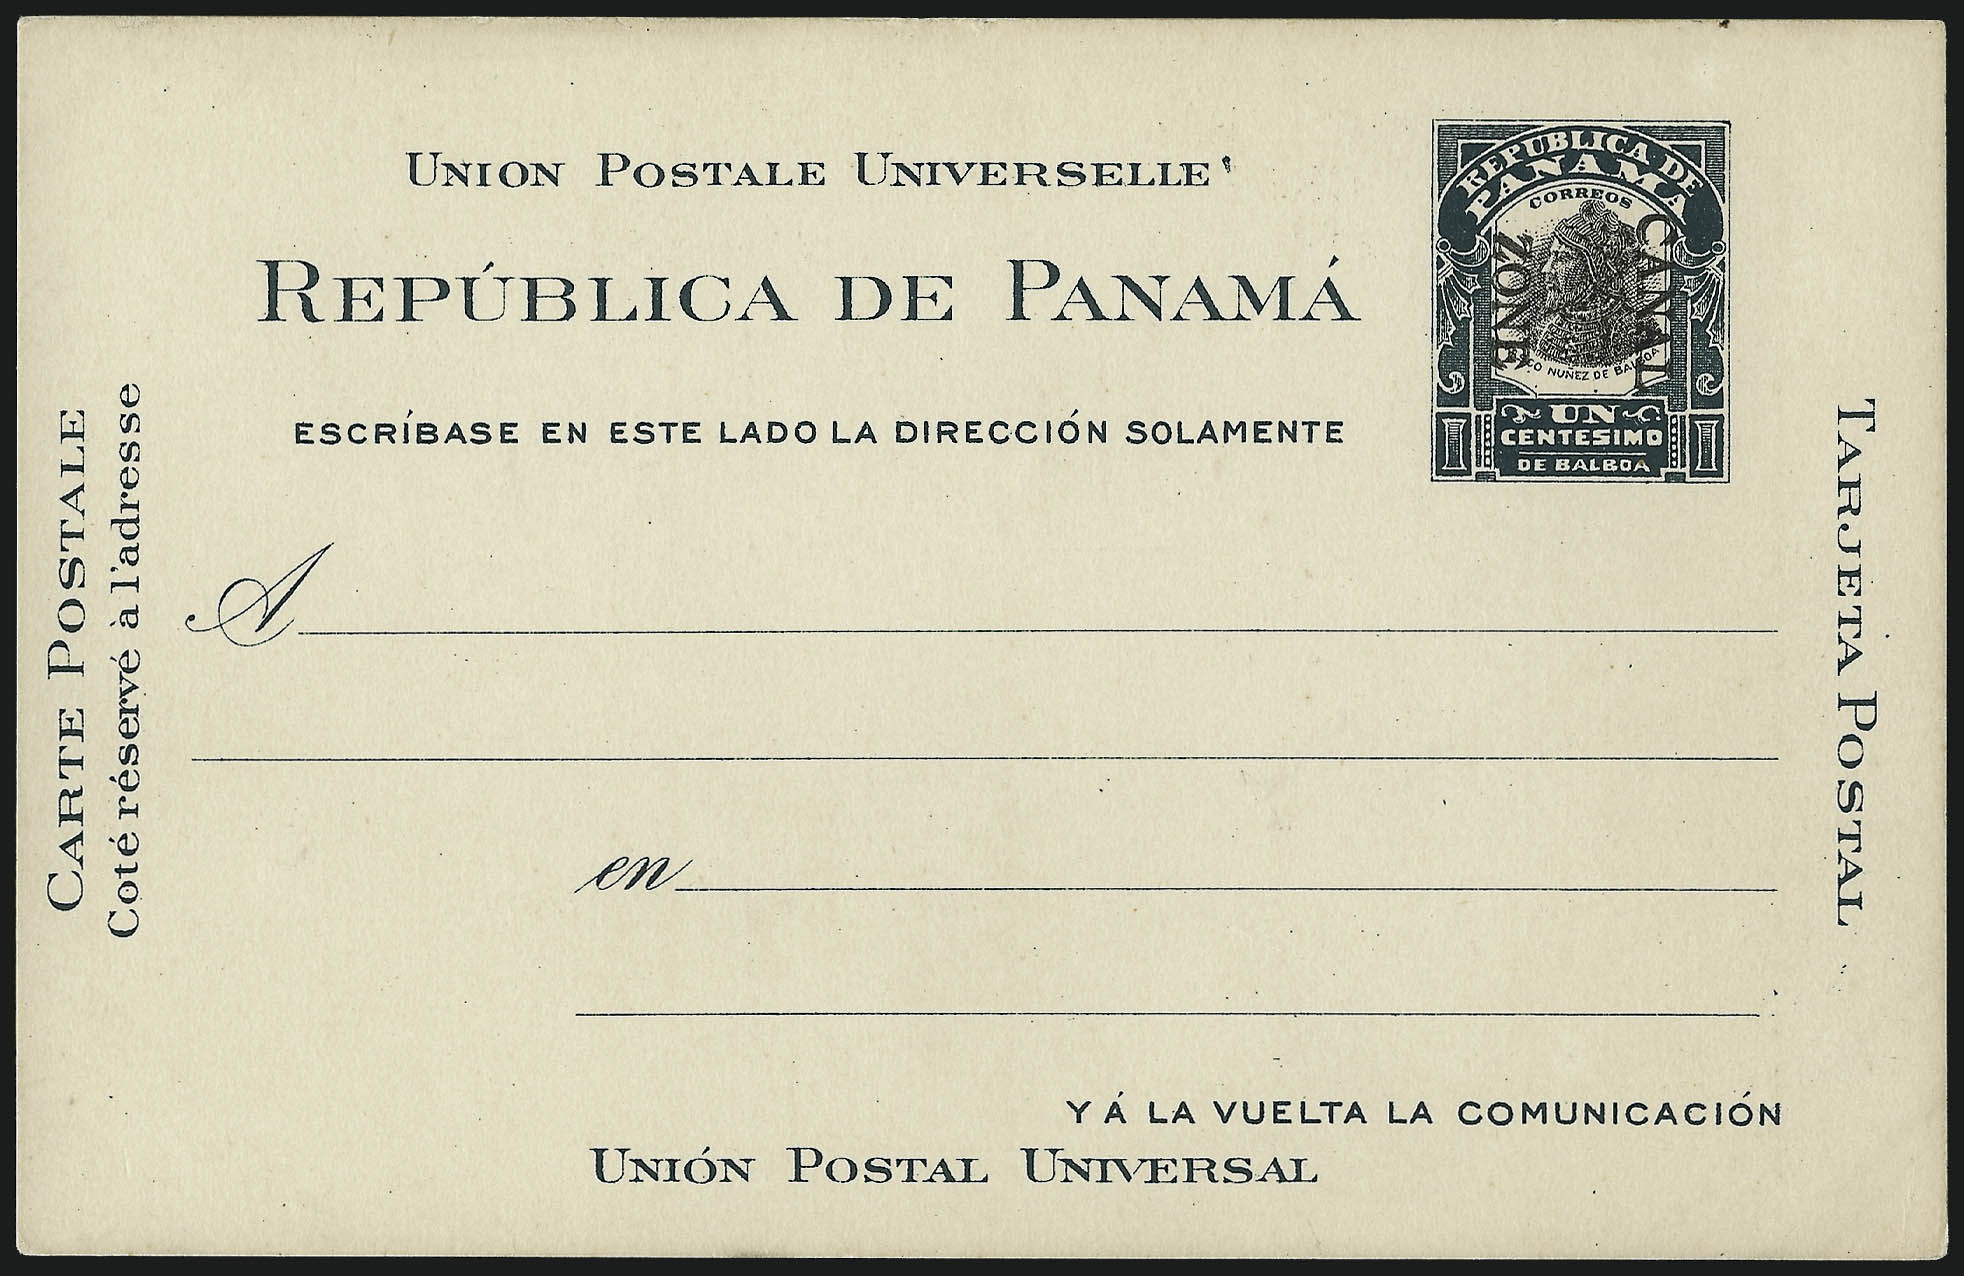 UNION POSTALE UNIVERSELLE
REPÚBLICA DE PANAMÁ
ESCRÍBASE EN ESTE LADO LA DIRECCIÓN SOLAMENTE
REPUBLICA DE
PANAMA
CORREOS
CANAL
ZONE
NUÑEZ DE BALBOA
UN
CENTESIMO
DE BALBOA
1 1
CARTE POSTALE
Coté réservé à l'adresse
TARJETA POSTAL
A
en
Y Á LA VUELTA LA COMUNICACIÓN
UNIÓN POSTAL UNIVERSAL